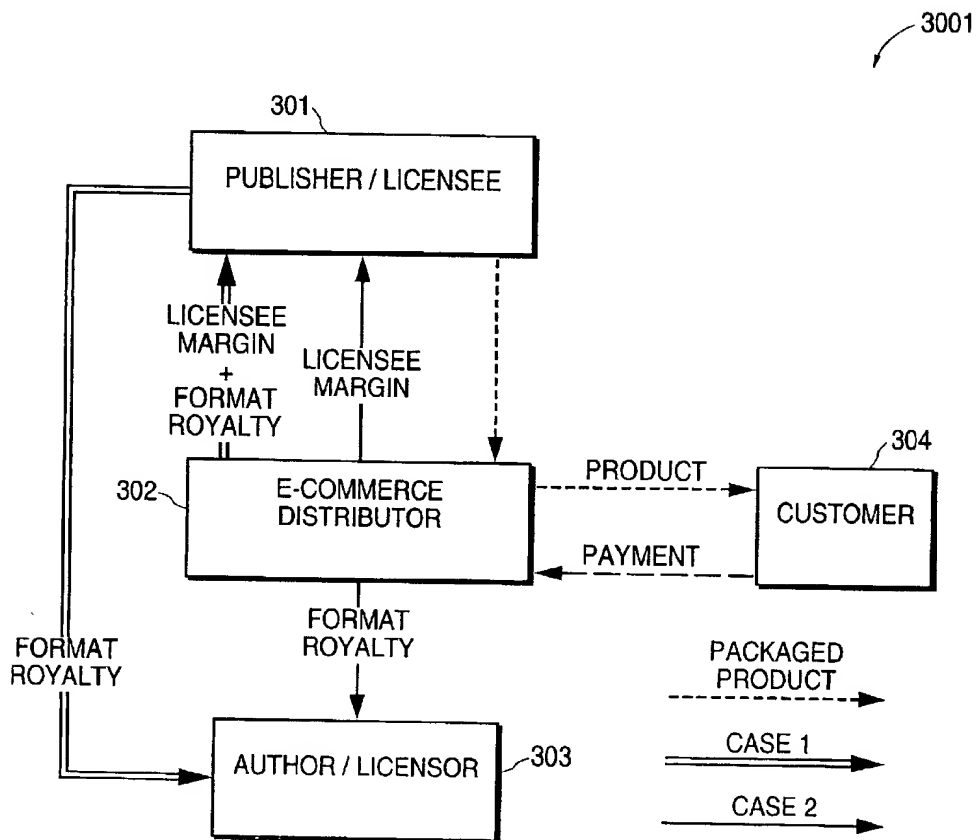 3001
301
PUBLISHER / LICENSEE
LICENSEE
MARGIN
+
FORMAT
ROYALTY
LICENSEE
MARGIN
302
E-COMMERCE
DISTRIBUTOR
PRODUCT
PAYMENT
304
CUSTOMER
FORMAT
ROYALTY
FORMAT
ROYALTY
AUTHOR / LICENSOR
303
PACKAGED
PRODUCT
CASE 1
CASE 2